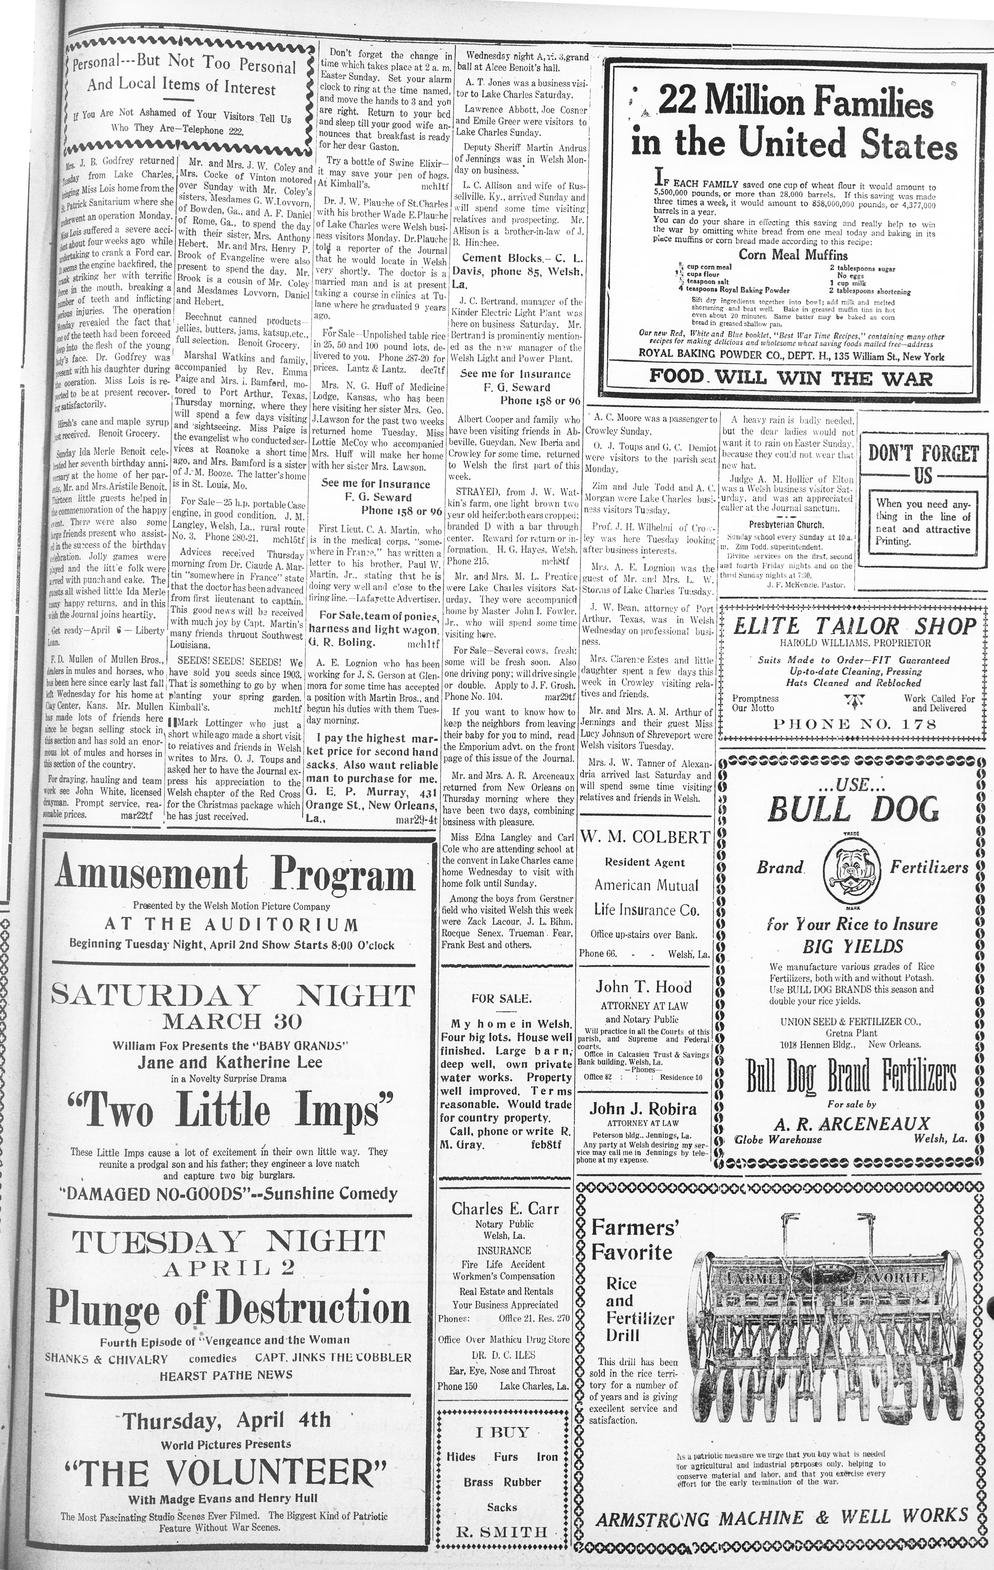 Personal---But Not Too Personal
And Local Items of Interest
If You Are Not Ashamed of Your Visitors Tell Us
Who They Are—Telephone 222.
Mrs. J. B. Godfrey returned
Tuesday from Lake Charles,
bringing Miss Lois home from the
St. Patrick Sanitarium where she
underwent an operation Monday.
Miss Lois suffered a severe acci-
dent about four weeks ago while
undertaking to crank a Ford car.
It seems the engine backfired, the
crank striking her with terrific
force in the mouth, breaking a
number of teeth and inflicting
serious injuries. The operation
Monday revealed the fact that
one of the teeth had been forced
deep into the flesh of the young
lady's face. Dr. Godfrey was
present with his daughter during
the operation. Miss Lois is re-
ported to be at present recover-
ing satisfactorily.
Hirsh's cane and maple syrup
just received. Benoit Grocery.
Sunday Ida Merle Benoit cele-
brated her seventh birthday anni-
versary at the home of her par-
ents, Mr. and Mrs. Aristile Benoit.
Thirteen little guests helped in
the commemoration of the happy
event. There were also some
large friends present who assist-
ed in the success of the birthday
celebration. Jolly games were
played and the little folk were
served with punch and cake. The
guests all wished little Ida Merle
many happy returns, and in this
wish the Journal joins heartily.
Get ready—April 6 — Liberty
Loan.
F. D. Mullen of Mullen Bros.,
dealers in mules and horses, who
has been here since early last fall,
left Wednesday for his home at
Clay Center, Kans. Mr. Mullen
has made lots of friends here
since he began selling stock in
this section and has sold an enor-
mous lot of mules and horses in
this section of the country.
For draying, hauling and team
work see John White, licensed
drayman. Prompt service, rea-
sonable prices. mar22tf
Mr. and Mrs. J. W. Coley and
Mrs. Cocke of Vinton motored
over Sunday with Mr. Coley's
sisters, Mesdames G. W. Lovvorn,
of Bowden, Ga., and A. F. Daniel
of Rome, Ga., to spend the day
with their sister, Mrs. Anthony
Hebert. Mr. and Mrs. Henry P.
Brook of Evangeline were also
present to spend the day. Mr.
Brook is a cousin of Mr. Coley
and Mesdames Lovvorn, Daniel
and Hebert.
Beechnut canned products—
jellies, butters, jams, katsup, etc.,
full selection. Benoit Grocery.
Marshal Watkins and family,
accompanied by Rev. Emma
Paige and Mrs. I. Bamford, mo-
tored to Port Arthur, Texas,
Thursday morning, where they
will spend a few days visiting
and sightseeing. Miss Paige is
the evangelist who conducted ser-
vices at Roanoke a short time
ago, and Mrs. Bamford is a sister
of J. M. Booze. The latter's home
is in St. Louis, Mo.
For Sale—25 h.p. portable Case
engine, in good condition. J. M.
Langley, Welsh, La., rural route
No. 3. Phone 280-21. mch15tf
Advices received Thursday
morning from Dr. Claude A. Mar-
tin "somewhere in France" state
that the doctor has been advanced
from first lieutenant to captain.
This good news will be received
with much joy by Capt. Martin's
many friends thruout Southwest
Louisiana.
SEEDS! SEEDS! SEEDS! We
have sold you seeds since 1903.
That is something to go by when
planting your spring garden.
Kimball's. mch1tf
Mark Lottinger who just a
short while ago made a short visit
to relatives and friends in Welsh
writes to Mrs. O. J. Toups and
asked her to have the Journal ex-
press his appreciation to the
Welsh chapter of the Red Cross
for the Christmas package which
he has just received.
Don't forget the change in
time which takes place at 2 a. m.
Easter Sunday. Set your alarm
clock to ring at the time named,
and move the hands to 3 and you
are right. Return to your bed
and sleep till your good wife an-
nounces that breakfast is ready
for her dear Gaston.
Try a bottle of Swine Elixir—
it may save your pen of hogs.
At Kimball's. mch1tf
Dr. J. W. Plauche of St. Charles
with his brother Wade E. Plauche
of Lake Charles were Welsh busi-
ness visitors Monday. Dr. Plauche
told a reporter of the Journal
that he would locate in Welsh
very shortly. The doctor is a
married man and is at present
taking a course in clinics at Tu-
lane where he graduated 9 years
ago.
For Sale—Unpolished table rice
in 25, 50 and 100 pound lots, de-
livered to you. Phone 287-20 for
prices. Lantz & Lantz. dec7tf
Mrs. N. G. Huff of Medicine
Lodge, Kansas, who has been
here visiting her sister Mrs. Geo.
J. Lawson for the past two weeks
returned home Tuesday. Miss
Lottie McCoy who accompanied
Mrs. Huff will make her home
with her sister Mrs. Lawson.
See me for Insurance
F. G. Seward
Phone 158 or 96
First Lieut. C. A. Martin, who
is in the medical corps, "some-
where in France," has written a
letter to his brother, Paul W.
Martin, Jr., stating that he is
doing very well and close to the
firing line.—Lafayette Advertiser.
For Sale, team of ponies,
harness and light wagon.
G. R. Boling. mch1tf
A. E. Lognion who has been
working for J. S. Gerson at Glen-
mora for some time has accepted
a position with Martin Bros., and
begun his duties with them Tues-
day morning.
I pay the highest mar-
ket price for second hand
sacks. Also want reliable
man to purchase for me.
G. E. P. Murray, 431
Orange St., New Orleans,
La., mar29-4t
Wednesday night April 3, grand
ball at Alcee Benoit's hall.
A. T. Jones was a business visi-
tor to Lake Charles Saturday.
Lawrence Abbott, Joe Cosner
and Emile Greer were visitors to
Lake Charles Sunday.
Deputy Sheriff Martin Andrus
of Jennings was in Welsh Mon-
day on business.
L. C. Allison and wife of Rus-
sellville, Ky., arrived Sunday and
will spend some time visiting
relatives and prospecting. Mr.
Allison is a brother-in-law of J.
B. Hinchee.
Cement Blocks.— C. L.
Davis, phone 85, Welsh,
La.
J. C. Bertrand, manager of the
Kinder Electric Light Plant was
here on business Saturday. Mr.
Bertrand is prominently mention-
ed as the new manager of the
Welsh Light and Power Plant.
See me for Insurance
F. G. Seward
Phone 158 or 96
Albert Cooper and family who
have been visiting friends in Ab-
beville, Gueydan, New Iberia and
Crowley for some time, returned
to Welsh the first part of this
week.
STRAYED, from J. W. Wat-
kin's farm, one light brown two
year old heifer, both ears cropped;
branded D with a bar through
center. Reward for return or in-
formation. H. G. Hayes, Welsh,
Phone 215. mch8tf
Mr. and Mrs. M. L. Prentice
were Lake Charles visitors Sat-
urday. They were accompanied
home by Master John I. Fowler,
Jr., who will spend some time
visiting here.
For Sale—Several cows, fresh;
some will be fresh soon. Also
one driving pony; will drive single
or double. Apply to J. F. Grosh.
Phone No. 104. mar29tf
If you want to know how to
keep the neighbors from leaving
their baby for you to mind, read
the Emporium advt. on the front
page of this issue of the Journal.
Mr. and Mrs. A. R. Arceneaux
returned from New Orleans on
Thursday morning where they
have been two days, combining
business with pleasure.
Miss Edna Langley and Carl
Cole who are attending school at
the convent in Lake Charles came
home Wednesday to visit with
home folk until Sunday.
Among the boys from Gerstner
field who visited Welsh this week
were Zack Lacour, J. L. Bihm,
Rocque Senex, Trueman Fear,
Frank Best and others.
22 Million Families
in the United States
IF EACH FAMILY saved one cup of wheat flour it would amount to
5,500,000 pounds, or more than 28,000 barrels. If this saving was made
three times a week, it would amount to 858,000,000 pounds, or 4,377,000
barrels in a year.
You can do your share in effecting this saving and really help to win
the war by omitting white bread from one meal today and baking in its
place muffins or corn bread made according to this recipe:
Corn Meal Muffins
cup corn meal 2 tablespoons sugar
cups flour No eggs
teaspoon salt 1 cup milk
4 teaspoons Royal Baking Powder 2 tablespoons shortening
Sift dry ingredients together into bowl; add milk and melted
shortening and beat well. Bake in greased muffin tins in hot
oven about 20 minutes. Same batter may be baked as corn
bread in greased shallow pan.
Our new Red, White and Blue booklet, "Best War Time Recipes," containing many other
recipes for making delicious and wholesome wheat saving foods mailed free—address
ROYAL BAKING POWDER CO., DEPT. H., 135 William St., New York
FOOD WILL WIN THE WAR
A. C. Moore was a passenger to
Crowley Sunday.
O. J. Toups and G. C. Demiot
were visitors to the parish seat
Monday.
Zim and Jule Todd and A. C.
Morgan were Lake Charles busi-
ness visitors Tuesday.
Prof. J. H. Wilhelmi of Crow-
ley was here Tuesday looking
after business interests.
Mrs. A. E. Lognion was the
guest of Mr. and Mrs. L. W.
Storms of Lake Charles Tuesday.
J. W. Bean, attorney of Port
Arthur, Texas, was in Welsh
Wednesday on professional busi-
ness.
Mrs. Clarence Estes and little
daughter spent a few days this
week in Crowley visiting rela-
tives and friends.
Mr. and Mrs. A. M. Arthur of
Jennings and their guest Miss
Lucy Johnson of Shreveport were
Welsh visitors Tuesday.
Mrs. J. W. Tanner of Alexan-
dria arrived last Saturday and
will spend some time visiting
relatives and friends in Welsh.
A heavy rain is badly needed,
but the dear ladies would not
want it to rain on Easter Sunday,
because they could not wear that
new hat.
Judge A. M. Hollier of Elton
was a Welsh business visitor Sat-
urday, and was an appreciated
caller at the Journal sanctum.
Presbyterian Church.
Sunday school every Sunday at 10 a.
m. Zim Todd, superintendent.
Divine services on the first, second
and fourth Friday nights and on the
third Sunday nights at 7:30.
J. F. McKenzie, Pastor.
DON'T FORGET
US
When you need any-
thing in the line of
neat and attractive
Printing.
ELITE TAILOR SHOP
HAROLD WILLIAMS, PROPRIETOR
Suits Made to Order—FIT Guaranteed
Up-to-date Cleaning, Pressing
Hats Cleaned and Reblocked
Promptness Work Called For
Our Motto and Delivered
PHONE NO. 178
...USE...
BULL DOG
TRADE
Brand Fertilizers
MARK
for Your Rice to Insure
BIG YIELDS
We manufacture various grades of Rice
Fertilizers, both with and without Potash.
Use BULL DOG BRANDS this season and
double your rice yields.
UNION SEED & FERTILIZER CO.,
Gretna Plant
1018 Hennen Bldg., New Orleans.
Bull Dog Brand Fertilizers
For sale by
A. R. ARCENEAUX
Globe Warehouse Welsh, La.
Amusement Program
Presented by the Welsh Motion Picture Company
AT THE AUDITORIUM
Beginning Tuesday Night, April 2nd Show Starts 8:00 O'clock
SATURDAY NIGHT
MARCH 30
William Fox Presents the "BABY GRANDS"
Jane and Katherine Lee
in a Novelty Surprise Drama
"Two Little Imps"
These Little Imps cause a lot of excitement in their own little way. They
reunite a prodgal son and his father; they engineer a love match
and capture two big burglars.
"DAMAGED NO-GOODS"--Sunshine Comedy
TUESDAY NIGHT
APRIL 2
Plunge of Destruction
Fourth Episode of "Vengeance and the Woman
SHANKS & CHIVALRY comedies CAPT. JINKS THE COBBLER
HEARST PATHE NEWS
Thursday, April 4th
World Pictures Presents
"THE VOLUNTEER"
With Madge Evans and Henry Hull
The Most Fascinating Studio Scenes Ever Filmed. The Biggest Kind of Patriotic
Feature Without War Scenes.
FOR SALE.
My home in Welsh.
Four big lots. House well
finished. Large barn,
deep well, own private
water works. Property
well improved. Terms
reasonable. Would trade
for country property.
Call, phone or write R.
M. Gray. feb8tf
Charles E. Carr
Notary Public
Welsh, La.
INSURANCE
Fire Life Accident
Workmen's Compensation
Real Estate and Rentals
Your Business Appreciated
Phones: Office 21. Res. 270
Office Over Mathieu Drug Store
DR. D. C. ILES
Ear, Eye, Nose and Throat
Phone 150 Lake Charles, La.
I BUY
Hides Furs Iron
Brass Rubber
Sacks
R. SMITH
W. M. COLBERT
Resident Agent
American Mutual
Life Insurance Co.
Office up-stairs over Bank.
Phone 66. - - Welsh, La.
John T. Hood
ATTORNEY AT LAW
and Notary Public
Will practice in all the Courts of this
parish, and Supreme and Federal
courts.
Office in Calcasieu Trust & Savings
Bank building, Welsh, La.
—Phones—
Office 82 : : : Residence 10
John J. Robira
ATTORNEY AT LAW
Peterson bldg., Jennings, La.
Any party at Welsh desiring my ser-
vice may call me in Jennings by tele-
phone at my expense.
Farmers'
Favorite
Rice
and
Fertilizer
Drill
FARMER'S FAVORITE
This drill has been
sold in the rice terri-
tory for a number of
of years and is giving
excellent service and
satisfaction.
As a patriotic measure we urge that you buy what is needed
for agricultural and industrial purposes only, helping to
conserve material and labor, and that you exercise every
effort for the early termination of the war.
ARMSTRONG MACHINE & WELL WORKS